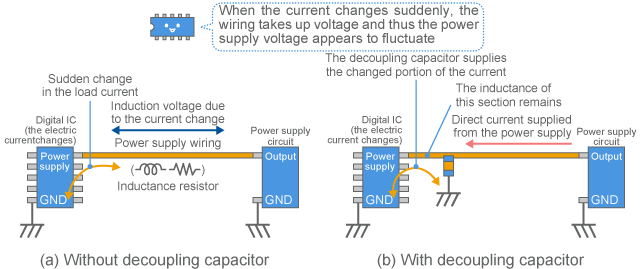 When the current changes suddenly, the
wiring takes up voltage and thus the power
supply voltage appears to fluctuate
Sudden change
in the load current
Induction voltage due
to the current change
Digital IC
(the electric
currentchanges)
Power supply wiring
Power supply
circuit
Power
supply
GND
Inductance resistor
Output
GND
(a) Without decoupling capacitor
The decoupling capacitor supplies
the changed portion of the current
The inductance of
this section remains
Direct current supplied
from the power supply
Digital IC
(the electric
current changes)
Power supply
circuit
Power
supply
GND
Output
GND
(b) With decoupling capacitor